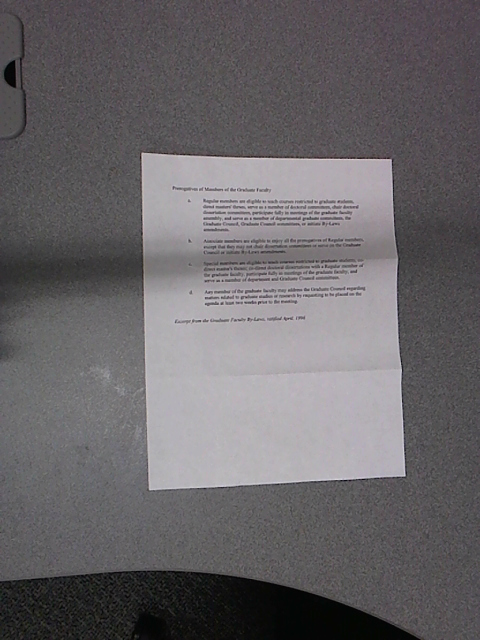 Prerogatives of Members of the Graduate Faculty
a. Regular members are eligible to teach courses restricted to graduate students,
direct masters' theses, serve as a member of doctoral committees, chair doctoral
dissertation committees, participate fully in meetings of the graduate faculty
assembly, and serve as a member of departmental graduate committees, the
Graduate Council, Graduate Council committees, or initiate By-Laws
amendments.
b. Associate members are eligible to enjoy all the prerogatives of Regular members,
except that they may not chair dissertation committees or serve on the Graduate
Council or initiate By-Laws amendments.
c. Special members are eligible to teach courses restricted to graduate students,
direct master's theses, co-direct doctoral dissertations with a Regular member of
the graduate faculty, participate fully in meetings of the graduate faculty, and
serve as a member of department and Graduate Council committees.
d. Any member of the graduate faculty may address the Graduate Council regarding
matters related to graduate studies or research by requesting to be placed on the
agenda at least two weeks prior to the meeting.
Excerpt from the Graduate Faculty By-Laws, ratified April, 1994